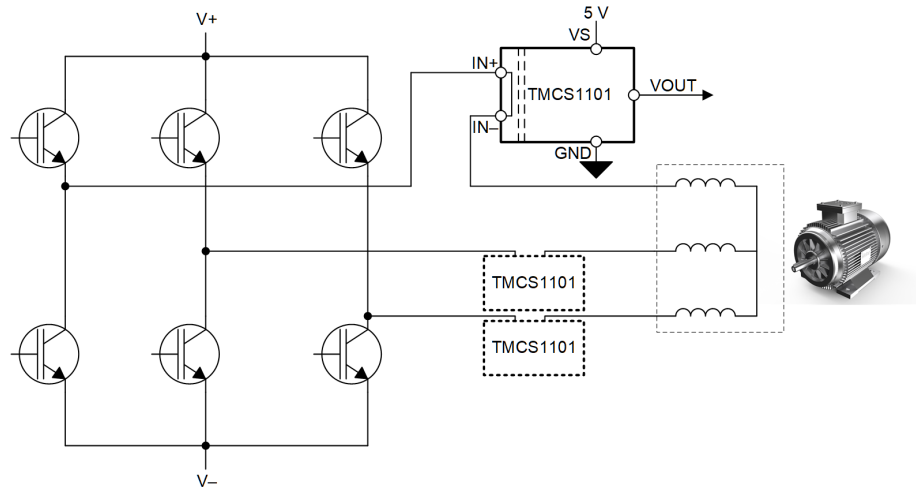 V+
5 V
VS
IN+
TMCS1101
VOUT
IN–
GND
TMCS1101
TMCS1101
V–